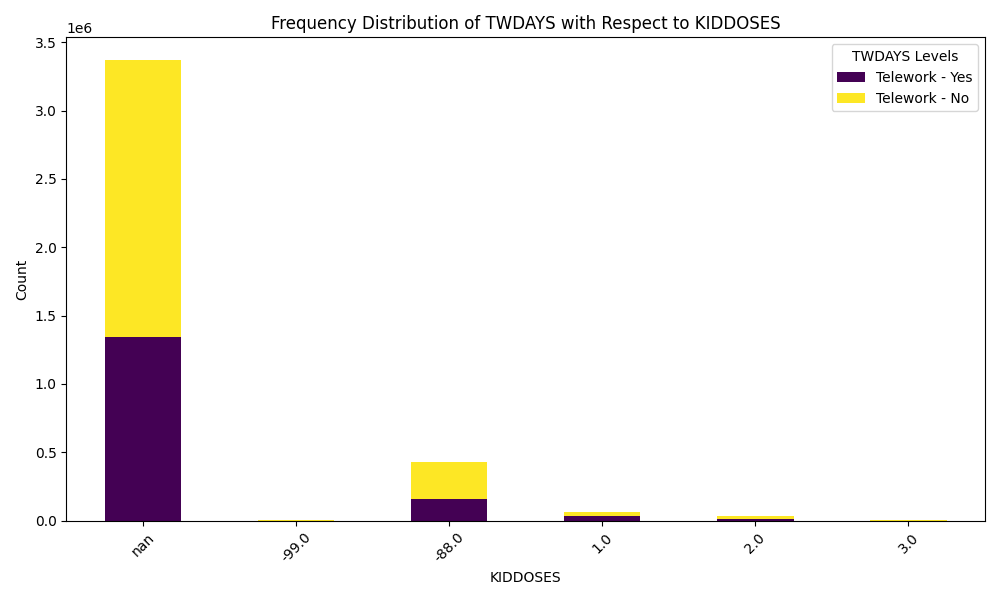 Frequency Distribution of TWDAYS with Respect to KIDDOSES
1e6
3.5
3.0
2.5
2.0
1.5
1.0
0.5
0.0
Count
TWDAYS Levels
Telework - Yes
Telework - No
nan
-99.0
-88.0
1.0
2.0
3.0
KIDDOSES